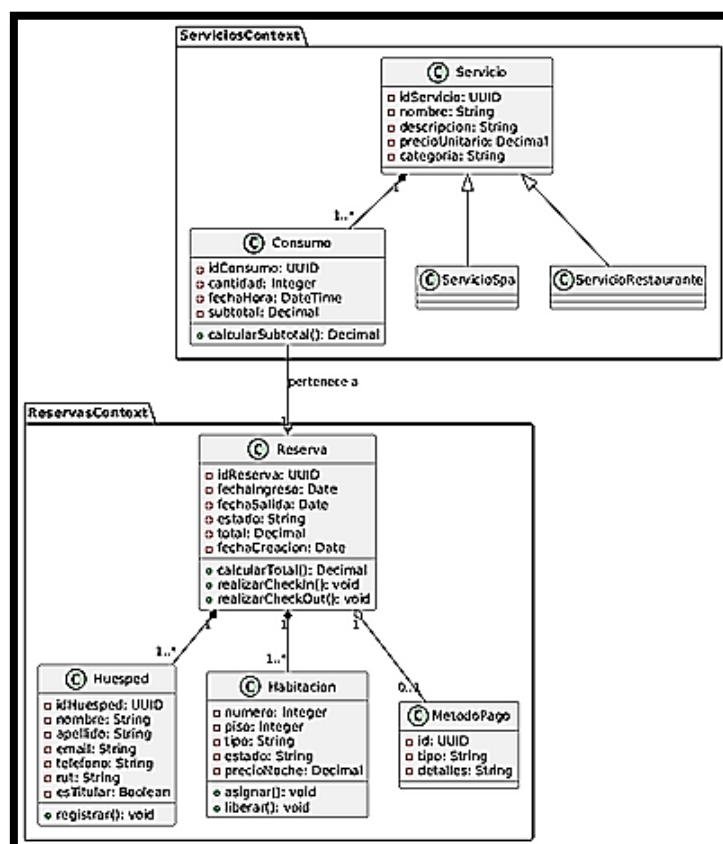 ServiciosContext
C Servicio
idServicio: UUID
nombre: String
descripcion: String
precioUnitario: Decimal
categoria: String
1
1..*
C Consumo
idConsumo: UUID
cantidad: Integer
fechaHora: DateTime
subtotal: Decimal
calcularSubtotal(): Decimal
C ServicioSpa
C ServicioRestaurante
pertenece a
1
ReservasContext
C Reserva
idReserva: UUID
fechaIngreso: Date
fechaSalida: Date
estado: String
total: Decimal
fechaCreacion: Date
calcularTotal(): Decimal
realizarCheckIn(): void
realizarCheckOut(): void
1
1
1
1..*
1..*
0..1
C Huesped
idHuesped: UUID
nombre: String
apellido: String
email: String
telefono: String
rut: String
esTitular: Boolean
registrar(): void
C Habitacion
numero: Integer
piso: Integer
tipo: String
estado: String
precioNoche: Decimal
asignar(): void
liberar(): void
C MetodoPago
id: UUID
tipo: String
detalles: String